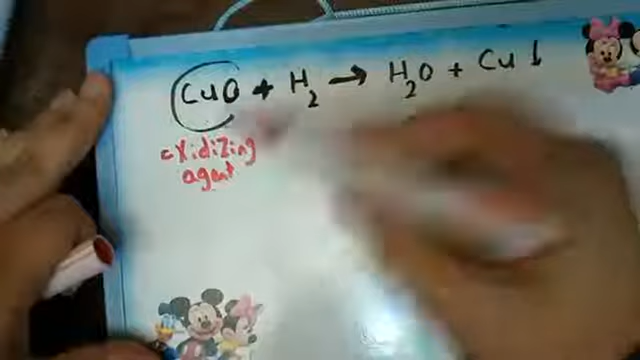 CuO + H₂ → H₂O + Cu ↓
oxidizing
agent